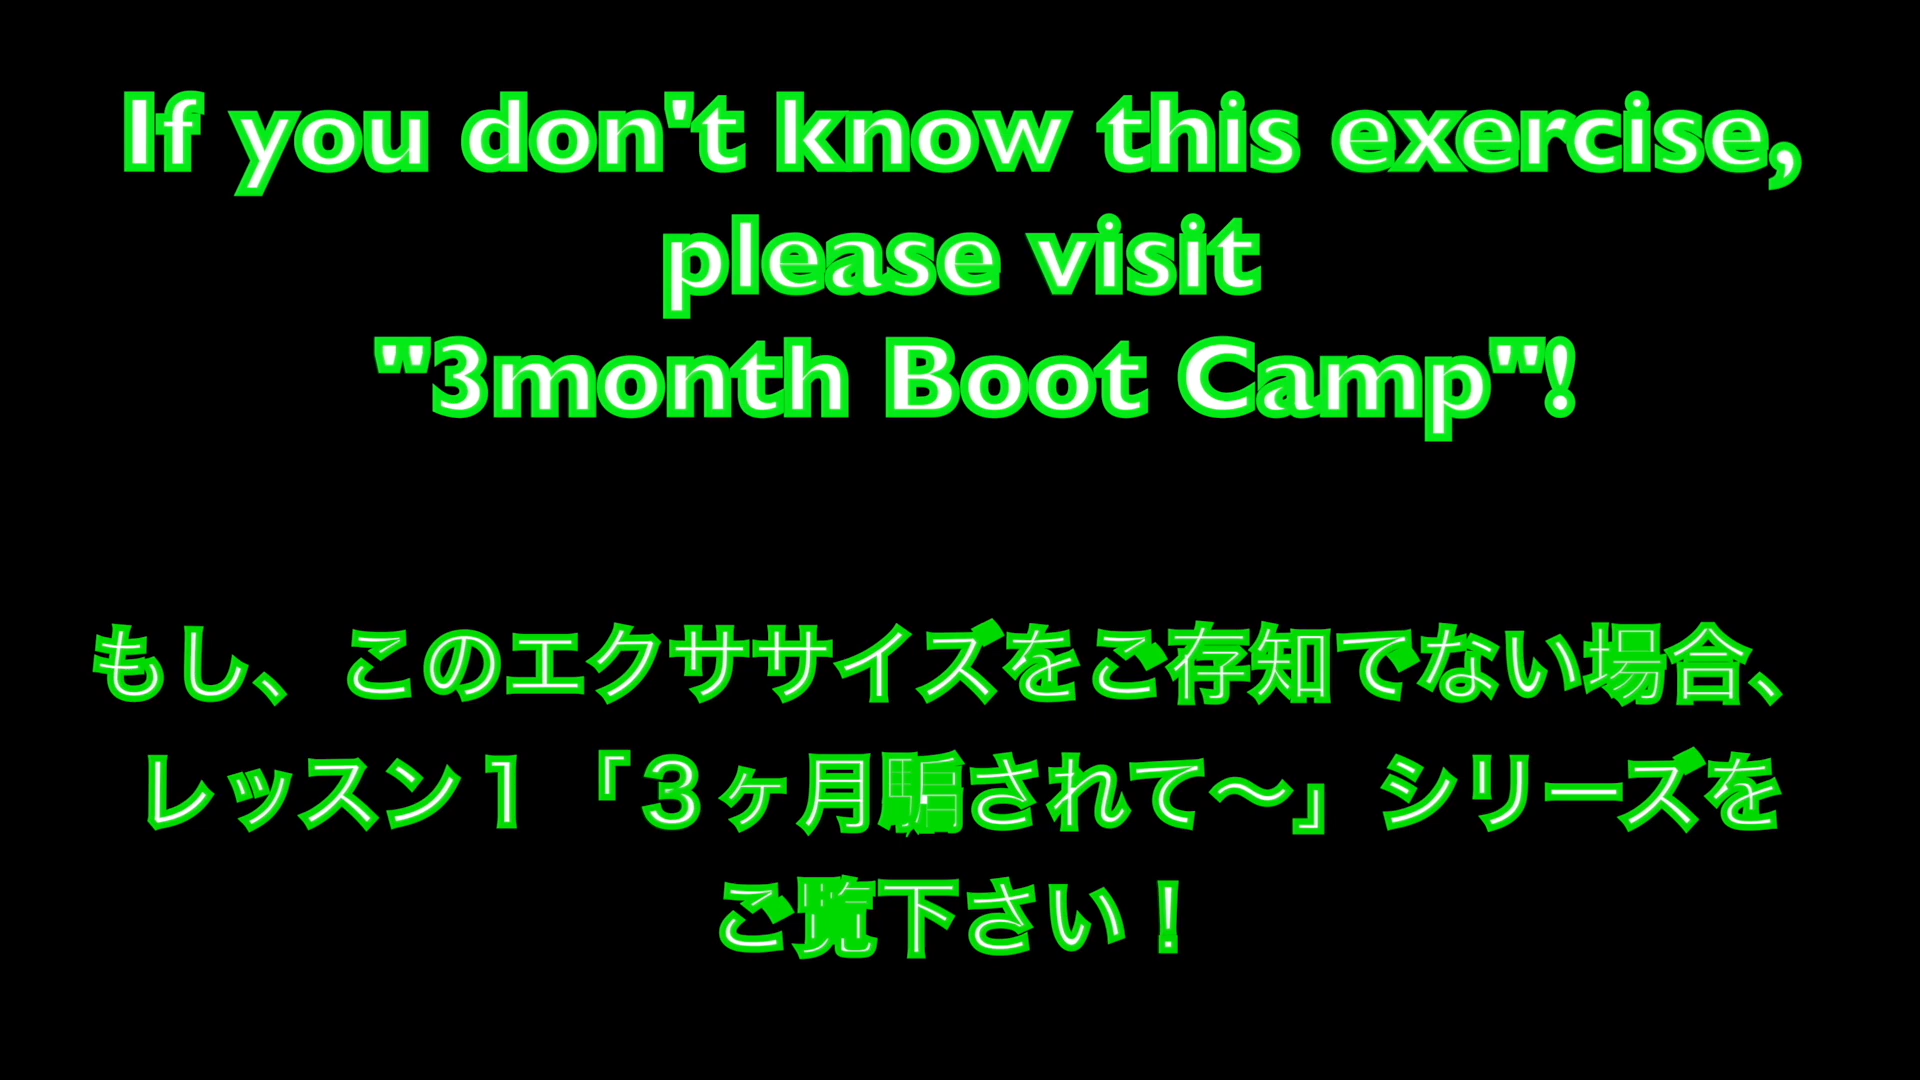 If you don't know this exercise,
please visit
"3month Boot Camp"!
もし、このエクササイズをご存知でない場合、
レッスン１「３ヶ月騙されて〜」シリーズを
ご覧下さい！